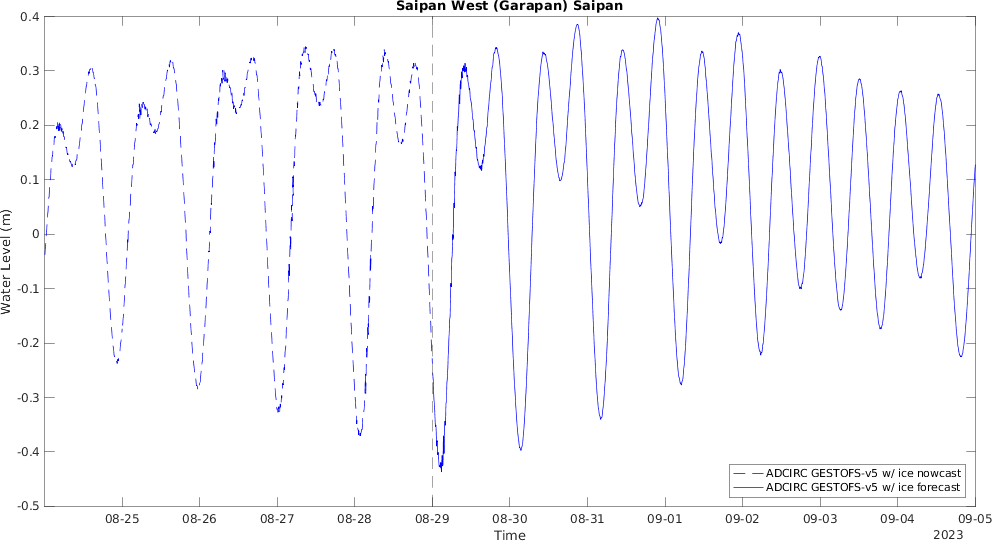 Saipan West (Garapan) Saipan
Water Level (m)
0.4
0.3
0.2
0.1
0
-0.1
-0.2
-0.3
-0.4
-0.5
ADCIRC GESTOFS-v5 w/ ice nowcast
ADCIRC GESTOFS-v5 w/ ice forecast
08-25 08-26 08-27 08-28 08-29 08-30 08-31 09-01 09-02 09-03 09-04 09-05
Time
2023